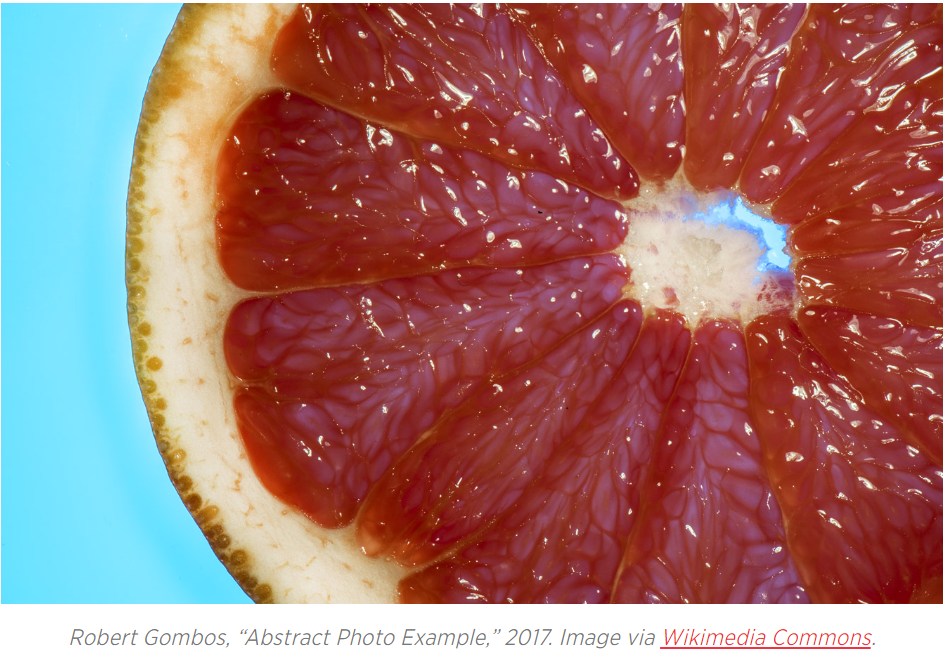 Robert Gombos, “Abstract Photo Example,” 2017. Image via Wikimedia Commons.